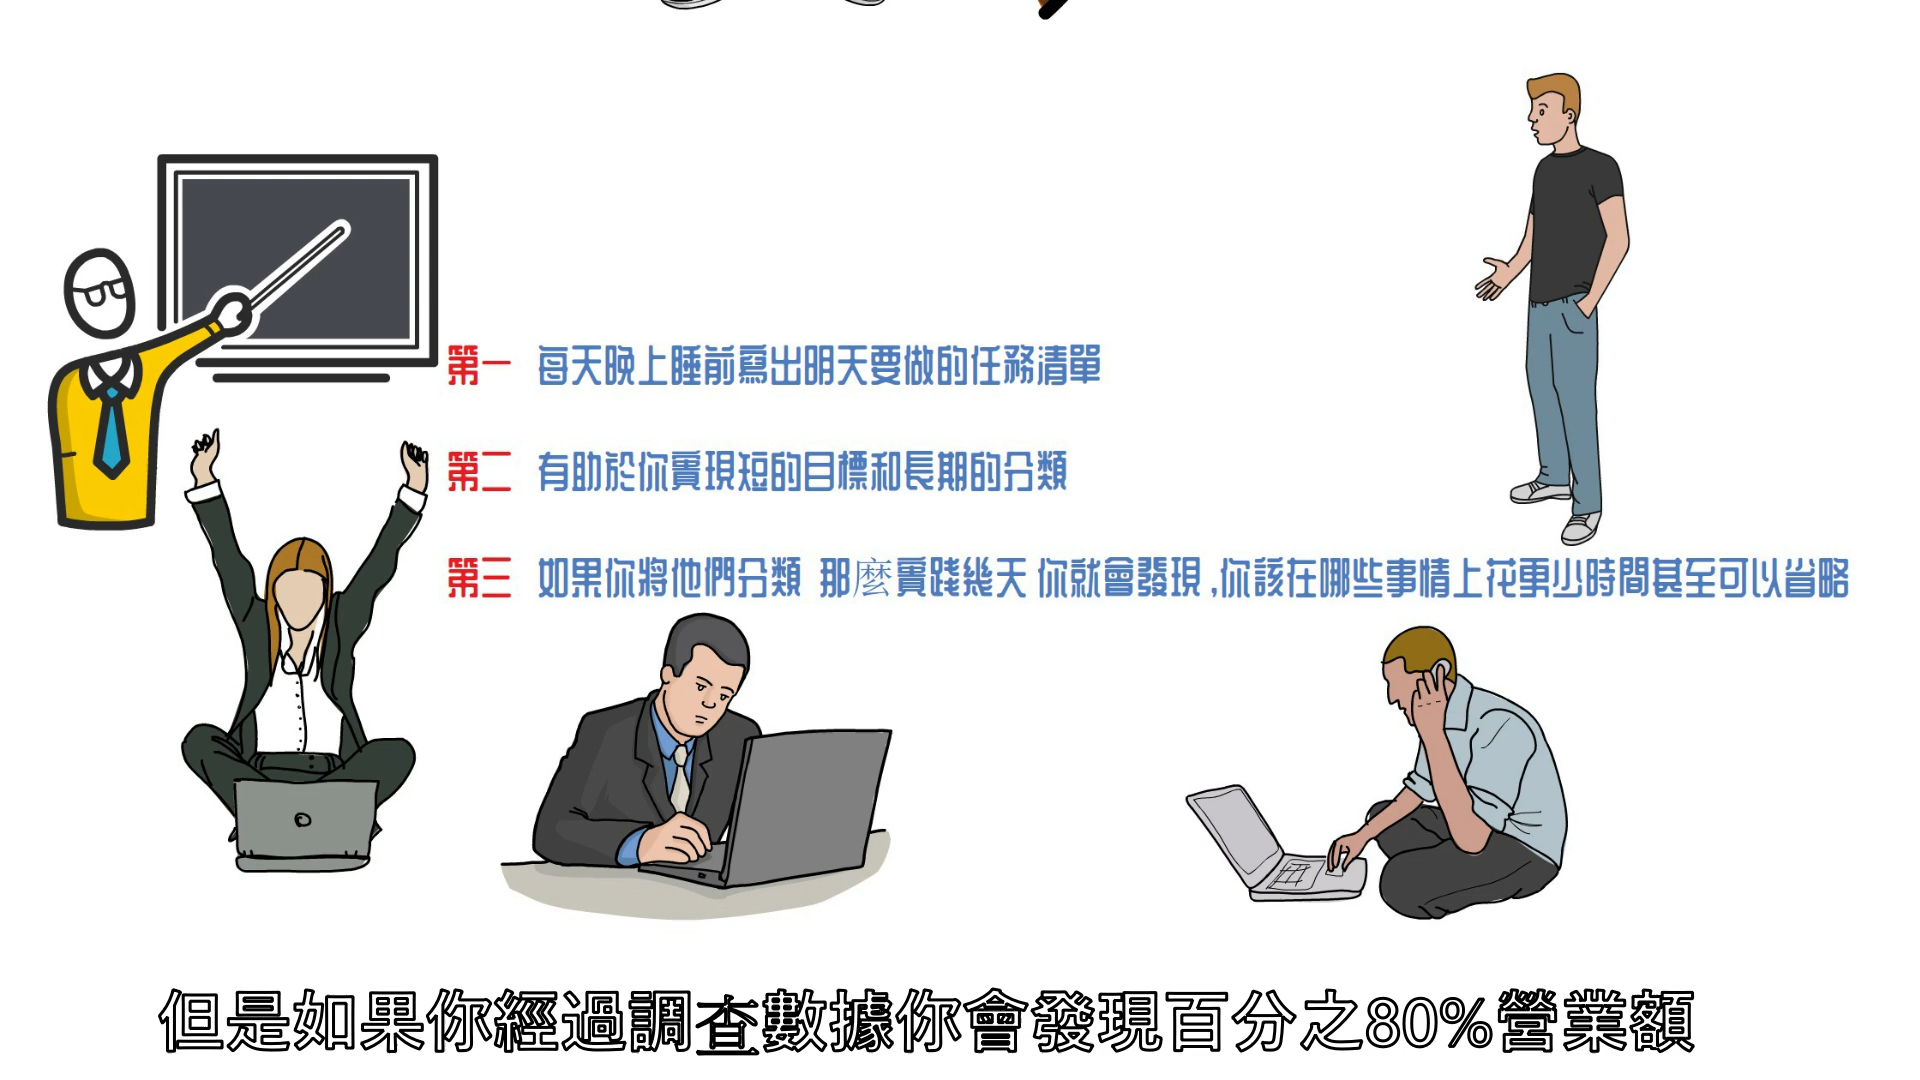 第一 每天晚上睡前寫出明天要做的任務清單
第二 有助於你實現短的目標和長期的分類
第三 如果你將他們分類 那麼實踐幾天 你就會發現,你該在哪些事情上花更少時間甚至可以省略
但是如果你經過調查數據你會發現百分之80%營業額